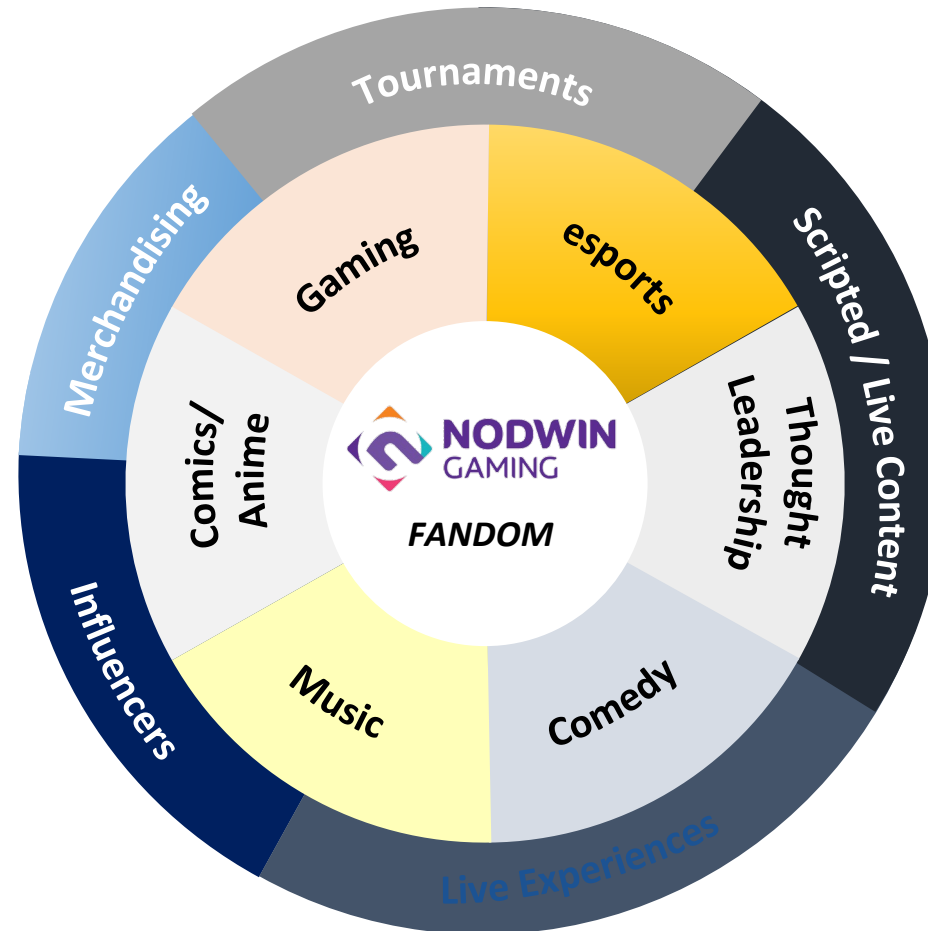 Tournaments
Scripted / Live Content
Live Experiences
Influencers
Merchandising
Gaming
esports
Thought
Leadership
Comedy
Music
Comics/
Anime
NODWIN
GAMING
FANDOM